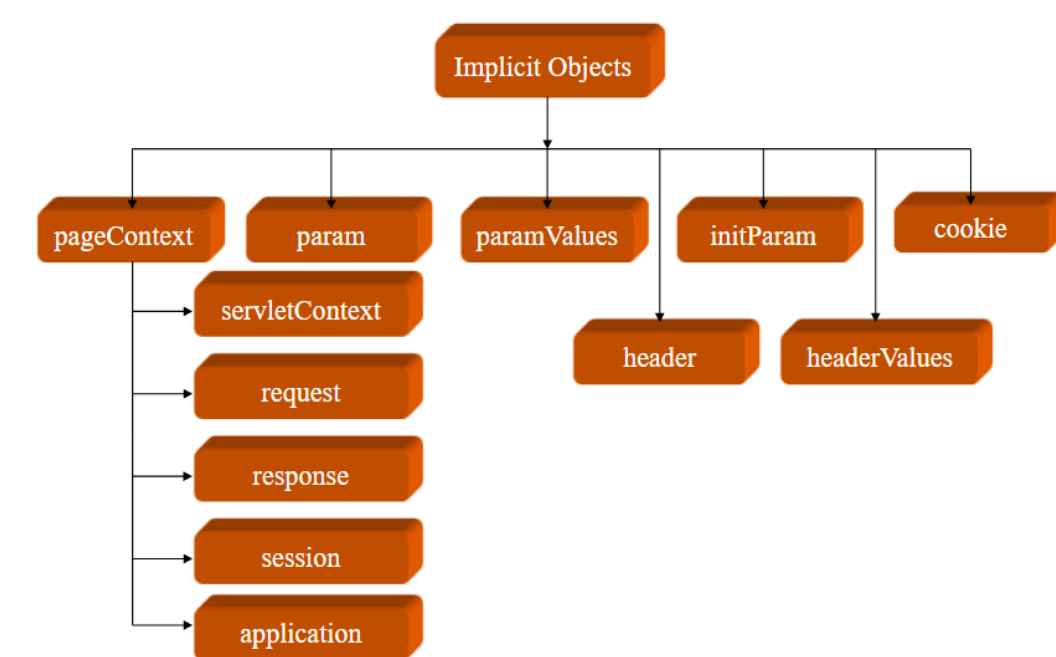 Implicit Objects
pageContext
param
paramValues
initParam
cookie
servletContext
header
headerValues
request
response
session
application